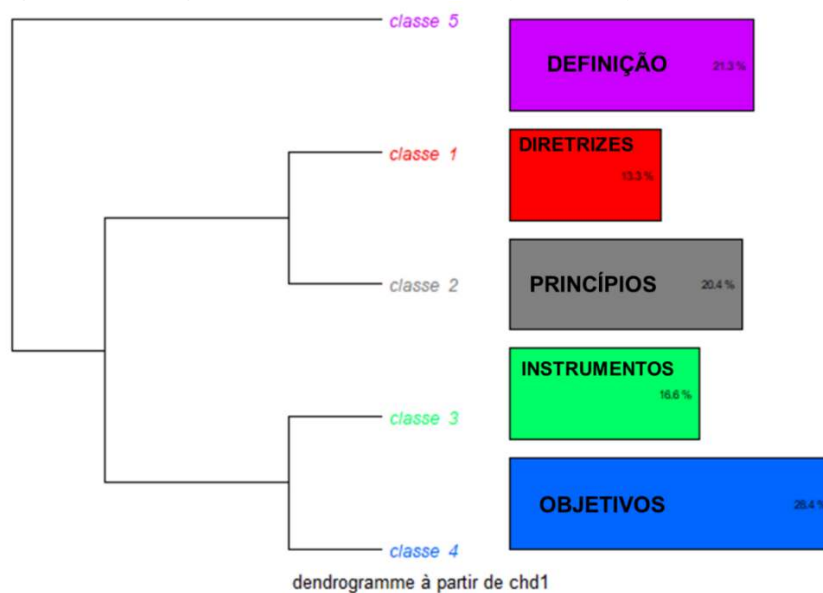 classe 5
DEFINIÇÃO 21.3 %
classe 1
DIRETRIZES
13.3 %
classe 2
PRINCÍPIOS 20.4 %
INSTRUMENTOS
16.6 %
classe 3
OBJETIVOS 28.4 %
classe 4
dendrogramme à partir de chd1